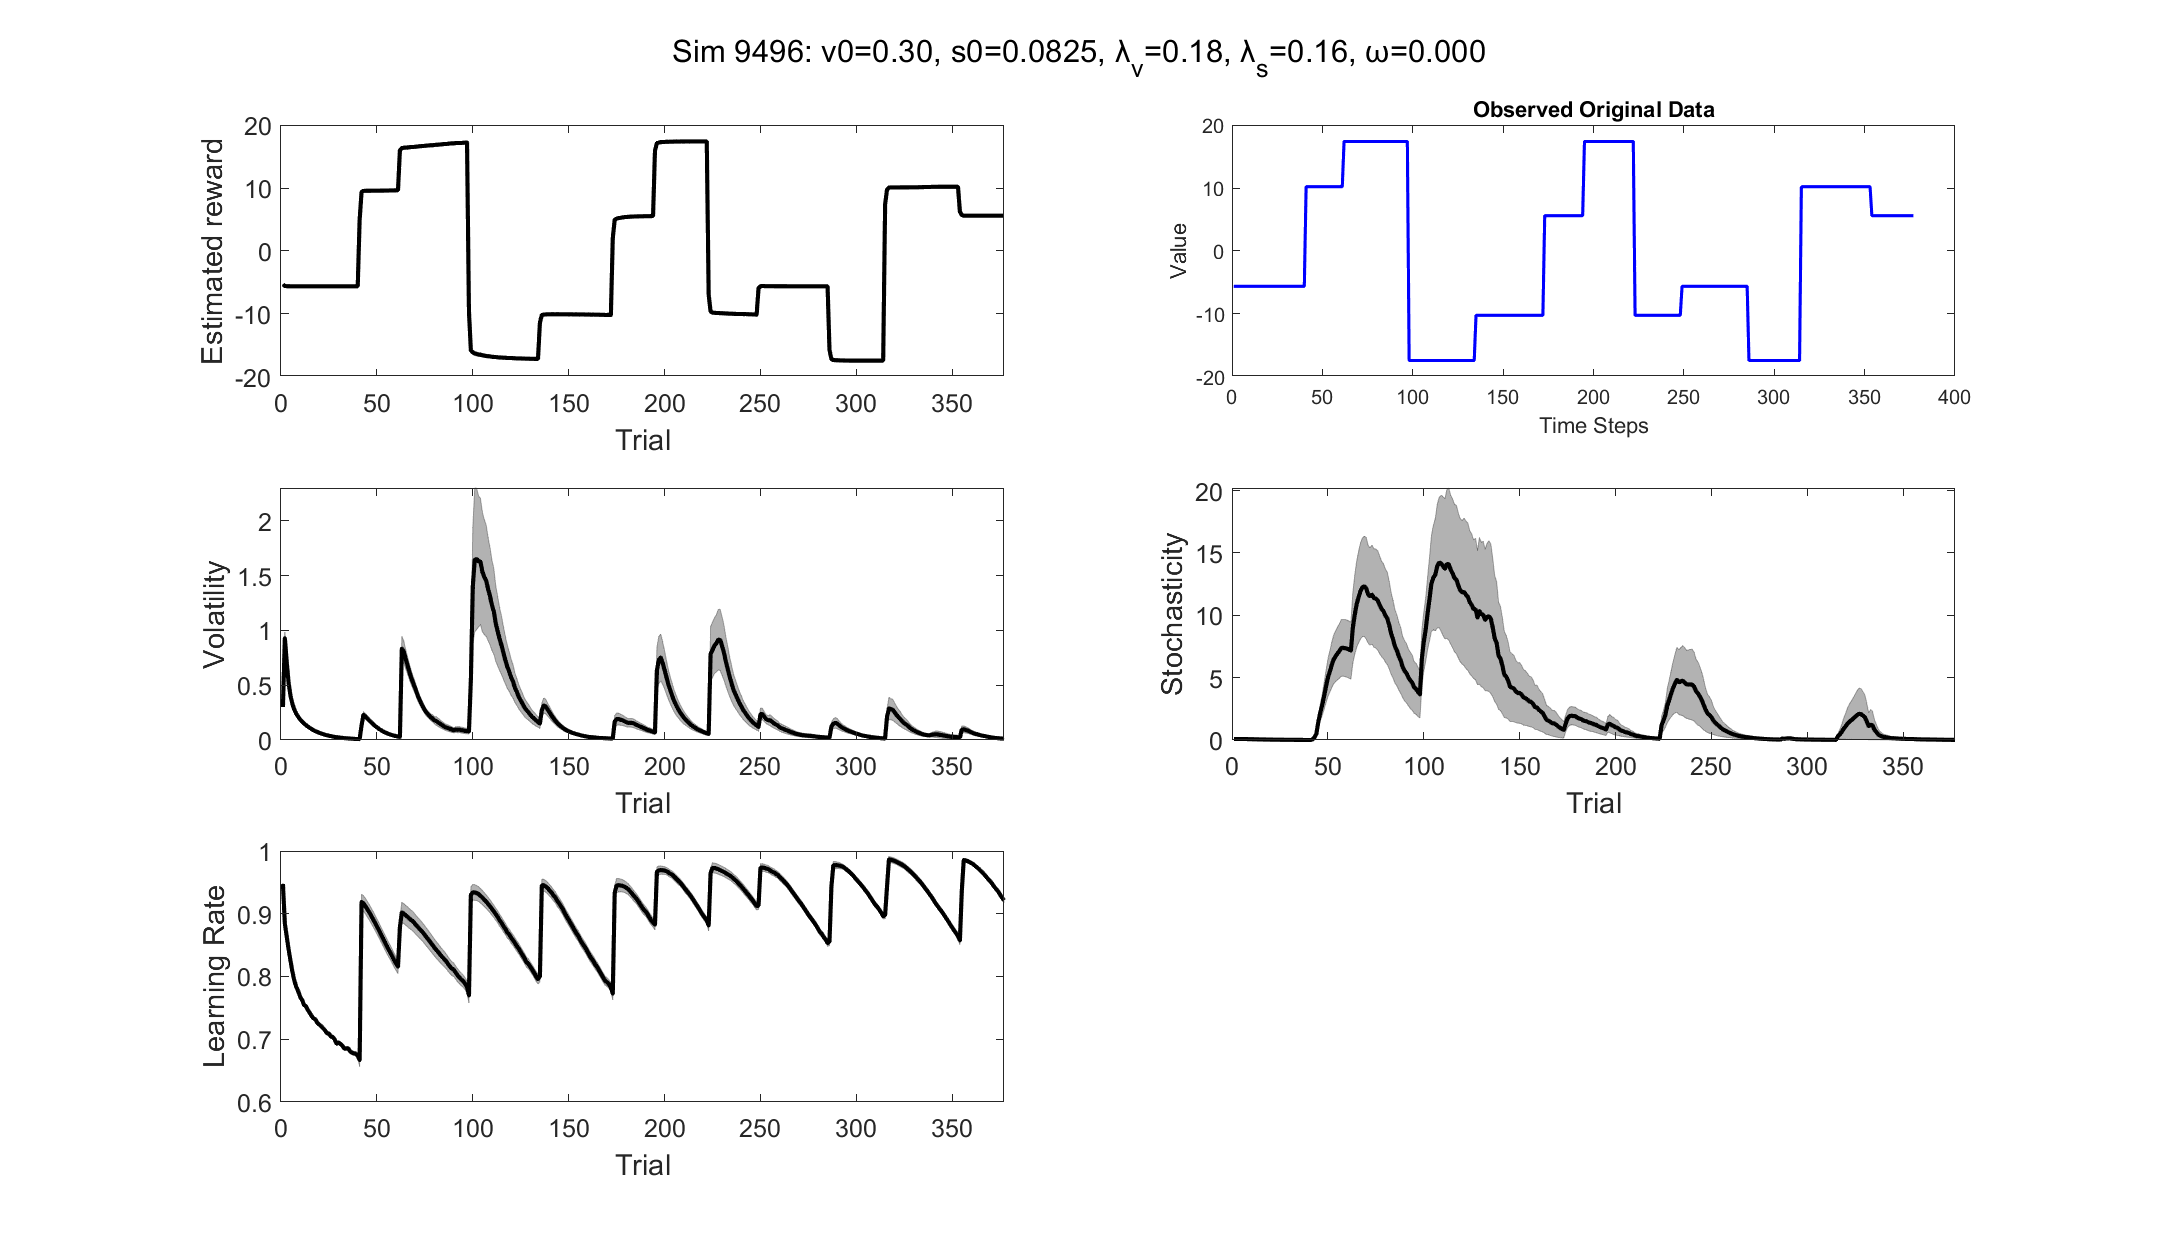 Sim 9496: v0=0.30, s0=0.0825, λ_v=0.18, λ_s=0.16, ω=0.000
Estimated reward
20
10
0
-10
-20
0 50 100 150 200 250 300 350
Trial
Observed Original Data
Value
20
10
0
-10
-20
0 50 100 150 200 250 300 350 400
Time Steps
Volatility
2
1.5
1
0.5
0
0 50 100 150 200 250 300 350
Trial
Stochasticity
20
15
10
5
0
0 50 100 150 200 250 300 350
Trial
Learning Rate
1
0.9
0.8
0.7
0.6
0 50 100 150 200 250 300 350
Trial